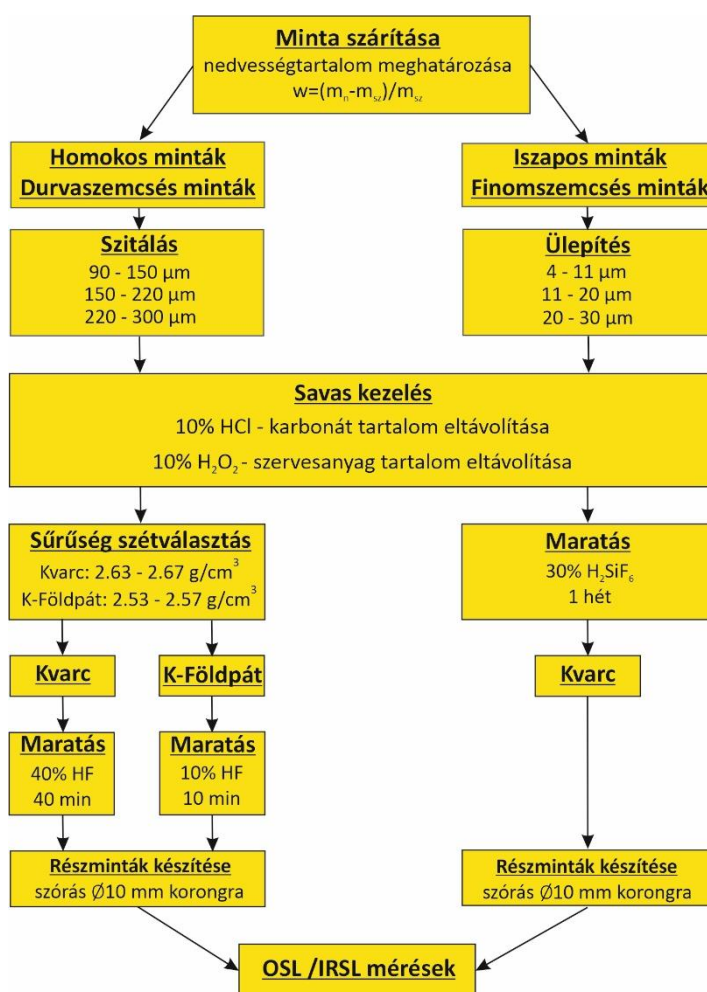 Minta szárítása
nedvességtartalom meghatározása
w=(mₙ-m_sz)/m_sz
Homokos minták
Durvaszemcsés minták
Iszapos minták
Finomszemcsés minták
Szitálás
90 - 150 µm
150 - 220 µm
220 - 300 µm
Ülepítés
4 - 11 µm
11 - 20 µm
20 - 30 µm
Savas kezelés
10% HCl - karbonát tartalom eltávolítása
10% H₂O₂ - szervesanyag tartalom eltávolítása
Sűrűség szétválasztás
Kvarc: 2.63 - 2.67 g/cm³
K-Földpát: 2.53 - 2.57 g/cm³
Maratás
30% H₂SiF₆
1 hét
Kvarc
K-Földpát
Kvarc
Maratás
40% HF
40 min
Maratás
10% HF
10 min
Részminták készítése
szórás Ø10 mm korongra
Részminták készítése
szórás Ø10 mm korongra
OSL /IRSL mérések